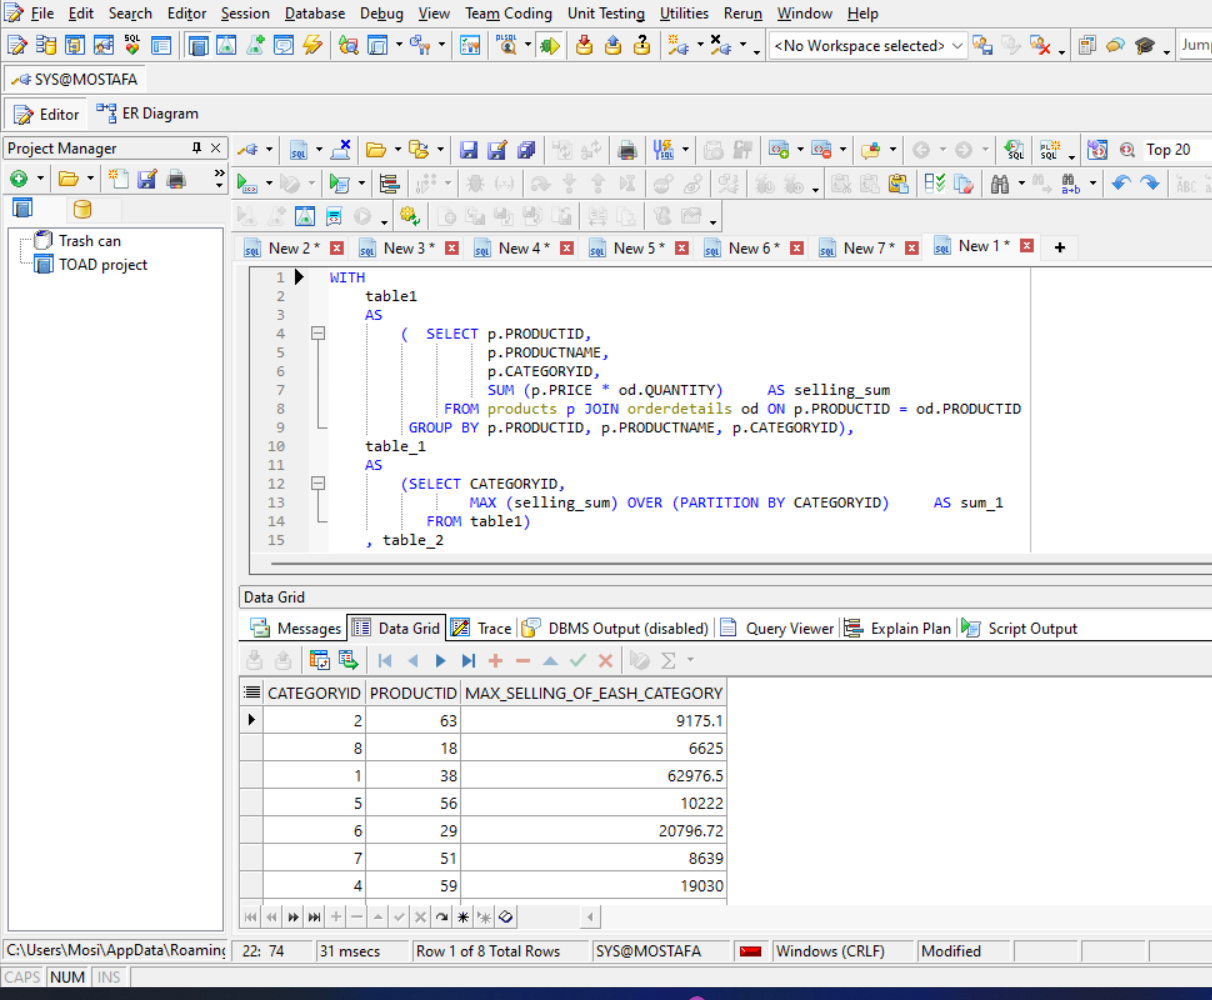 File Edit Search Editor Session Database Debug View Team Coding Unit Testing Utilities Rerun Window Help
SQL PL/SQL <No Workspace selected> Jump
SYS@MOSTAFA
Editor ER Diagram
Project Manager
Top 20
Trash can
TOAD project
New 2 * New 3 * New 4 * New 5 * New 6 * New 7 * New 1 * +
1 WITH
2 table1
3 AS
4 ( SELECT p.PRODUCTID,
5 p.PRODUCTNAME,
6 p.CATEGORYID,
7 SUM (p.PRICE * od.QUANTITY) AS selling_sum
8 FROM products p JOIN orderdetails od ON p.PRODUCTID = od.PRODUCTID
9 GROUP BY p.PRODUCTID, p.PRODUCTNAME, p.CATEGORYID),
10 table_1
11 AS
12 (SELECT CATEGORYID,
13 MAX (selling_sum) OVER (PARTITION BY CATEGORYID) AS sum_1
14 FROM table1)
15 , table_2
Data Grid
Messages Data Grid Trace DBMS Output (disabled) Query Viewer Explain Plan Script Output
CATEGORYID PRODUCTID MAX_SELLING_OF_EASH_CATEGORY
2 63 9175.1
8 18 6625
1 38 62976.5
5 56 10222
6 29 20796.72
7 51 8639
4 59 19030
C:\Users\Mosi\AppData\Roaming 22: 74 31 msecs Row 1 of 8 Total Rows SYS@MOSTAFA Windows (CRLF) Modified
CAPS NUM INS